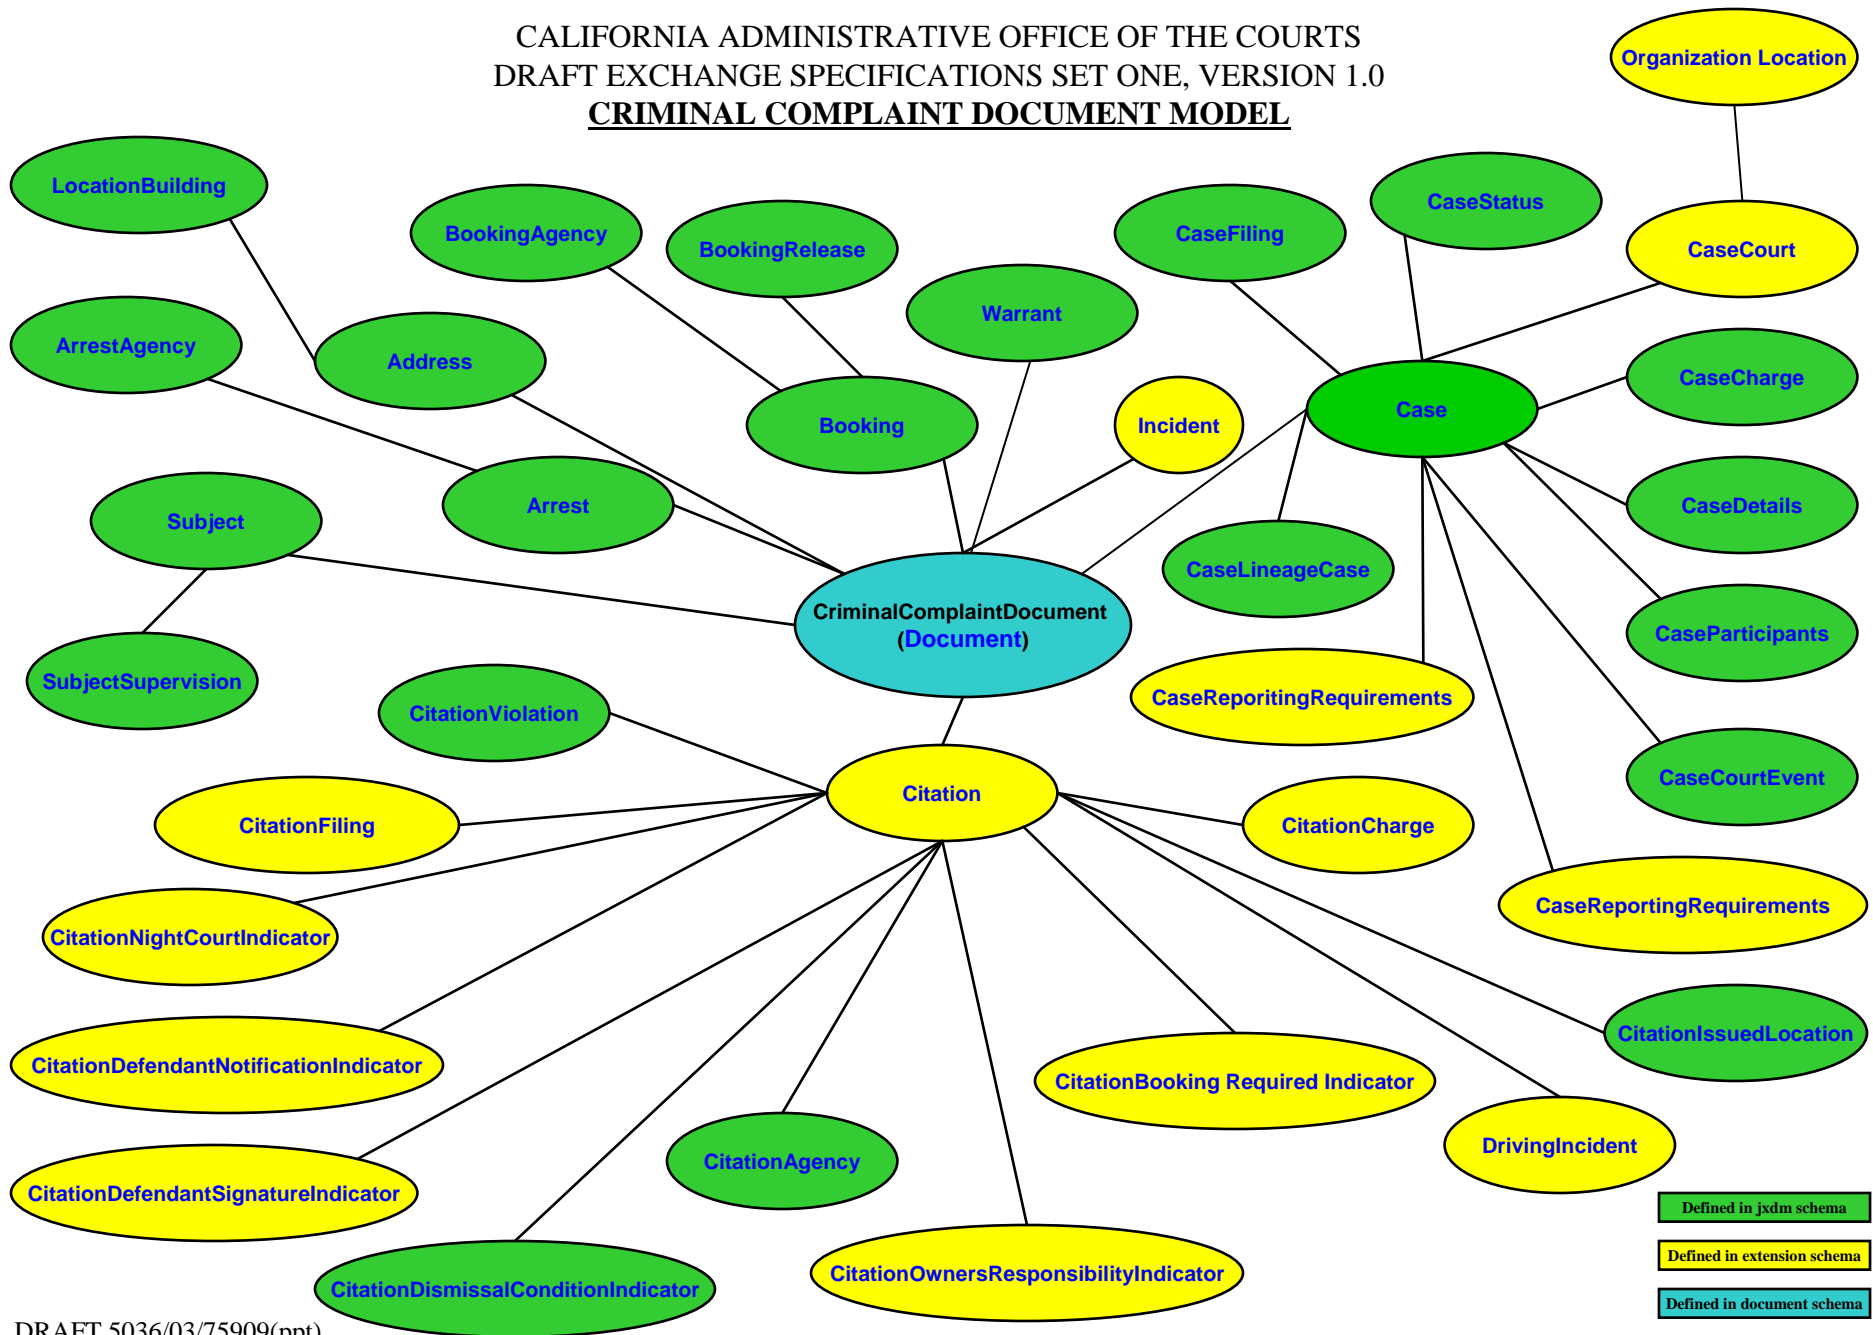 CALIFORNIA ADMINISTRATIVE OFFICE OF THE COURTS
DRAFT EXCHANGE SPECIFICATIONS SET ONE, VERSION 1.0
CRIMINAL COMPLAINT DOCUMENT MODEL
Organization Location
LocationBuilding
BookingAgency
BookingRelease
CaseFiling
CaseStatus
CaseCourt
Warrant
ArrestAgency
Address
CaseCharge
Booking
Incident
Case
Arrest
CaseDetails
Subject
CaseLineageCase
CriminalComplaintDocument
(Document)
CaseParticipants
SubjectSupervision
CaseReporitingRequirements
CitationViolation
CaseCourtEvent
Citation
CitationFiling
CitationCharge
CaseReportingRequirements
CitationNightCourtIndicator
CitationIssuedLocation
CitationDefendantNotificationIndicator
CitationBooking Required Indicator
DrivingIncident
CitationAgency
CitationDefendantSignatureIndicator
Defined in jxdm schema
Defined in extension schema
CitationOwnersResponsibilityIndicator
CitationDismissalConditionIndicator
Defined in document schema
DRAFT 5036/03/75909(ppt)